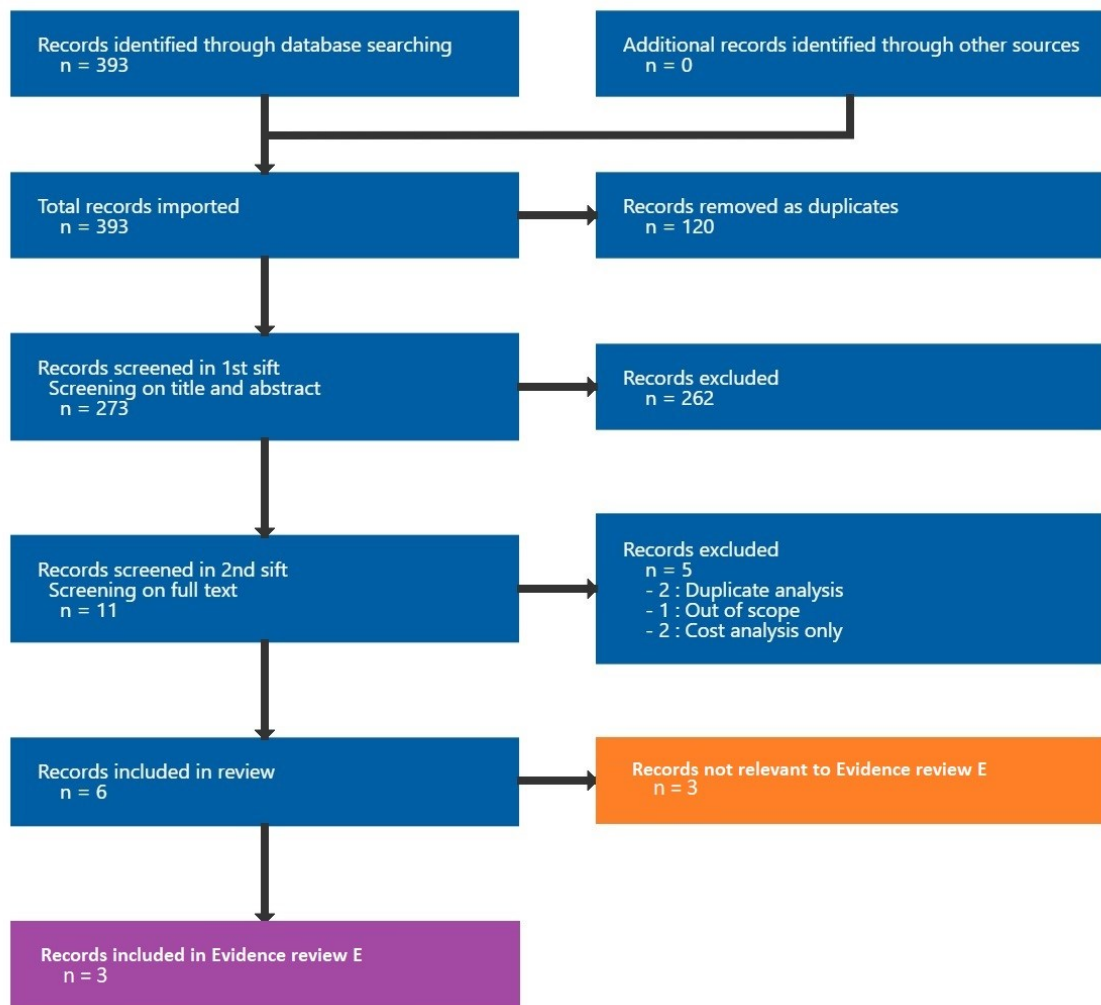 Records identified through database searching
n = 393
Additional records identified through other sources
n = 0
Total records imported
n = 393
Records removed as duplicates
n = 120
Records screened in 1st sift
Screening on title and abstract
n = 273
Records excluded
n = 262
Records screened in 2nd sift
Screening on full text
n = 11
Records excluded
n = 5
- 2 : Duplicate analysis
- 1 : Out of scope
- 2 : Cost analysis only
Records included in review
n = 6
Records not relevant to Evidence review E
n = 3
Records included in Evidence review E
n = 3